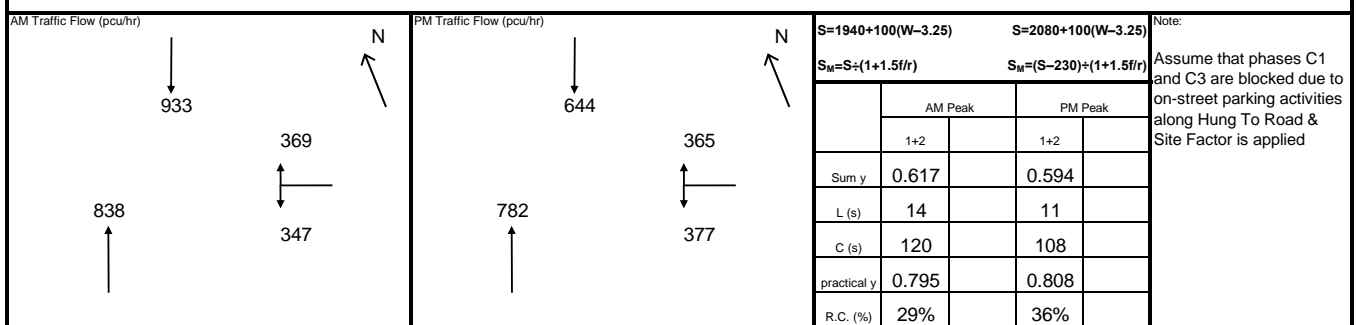 AM Traffic Flow (pcu/hr)
N
933
369
838
347
PM Traffic Flow (pcu/hr)
N
644
365
782
377
S=1940+100(W–3.25) S=2080+100(W–3.25)
SM=S÷(1+1.5f/r) SM=(S–230)÷(1+1.5f/r)
AM Peak PM Peak
1+2 1+2
Sum y 0.617 0.594
L (s) 14 11
C (s) 120 108
practical y 0.795 0.808
R.C. (%) 29% 36%
Note:
Assume that phases C1
and C3 are blocked due to
on-street parking activities
along Hung To Road &
Site Factor is applied